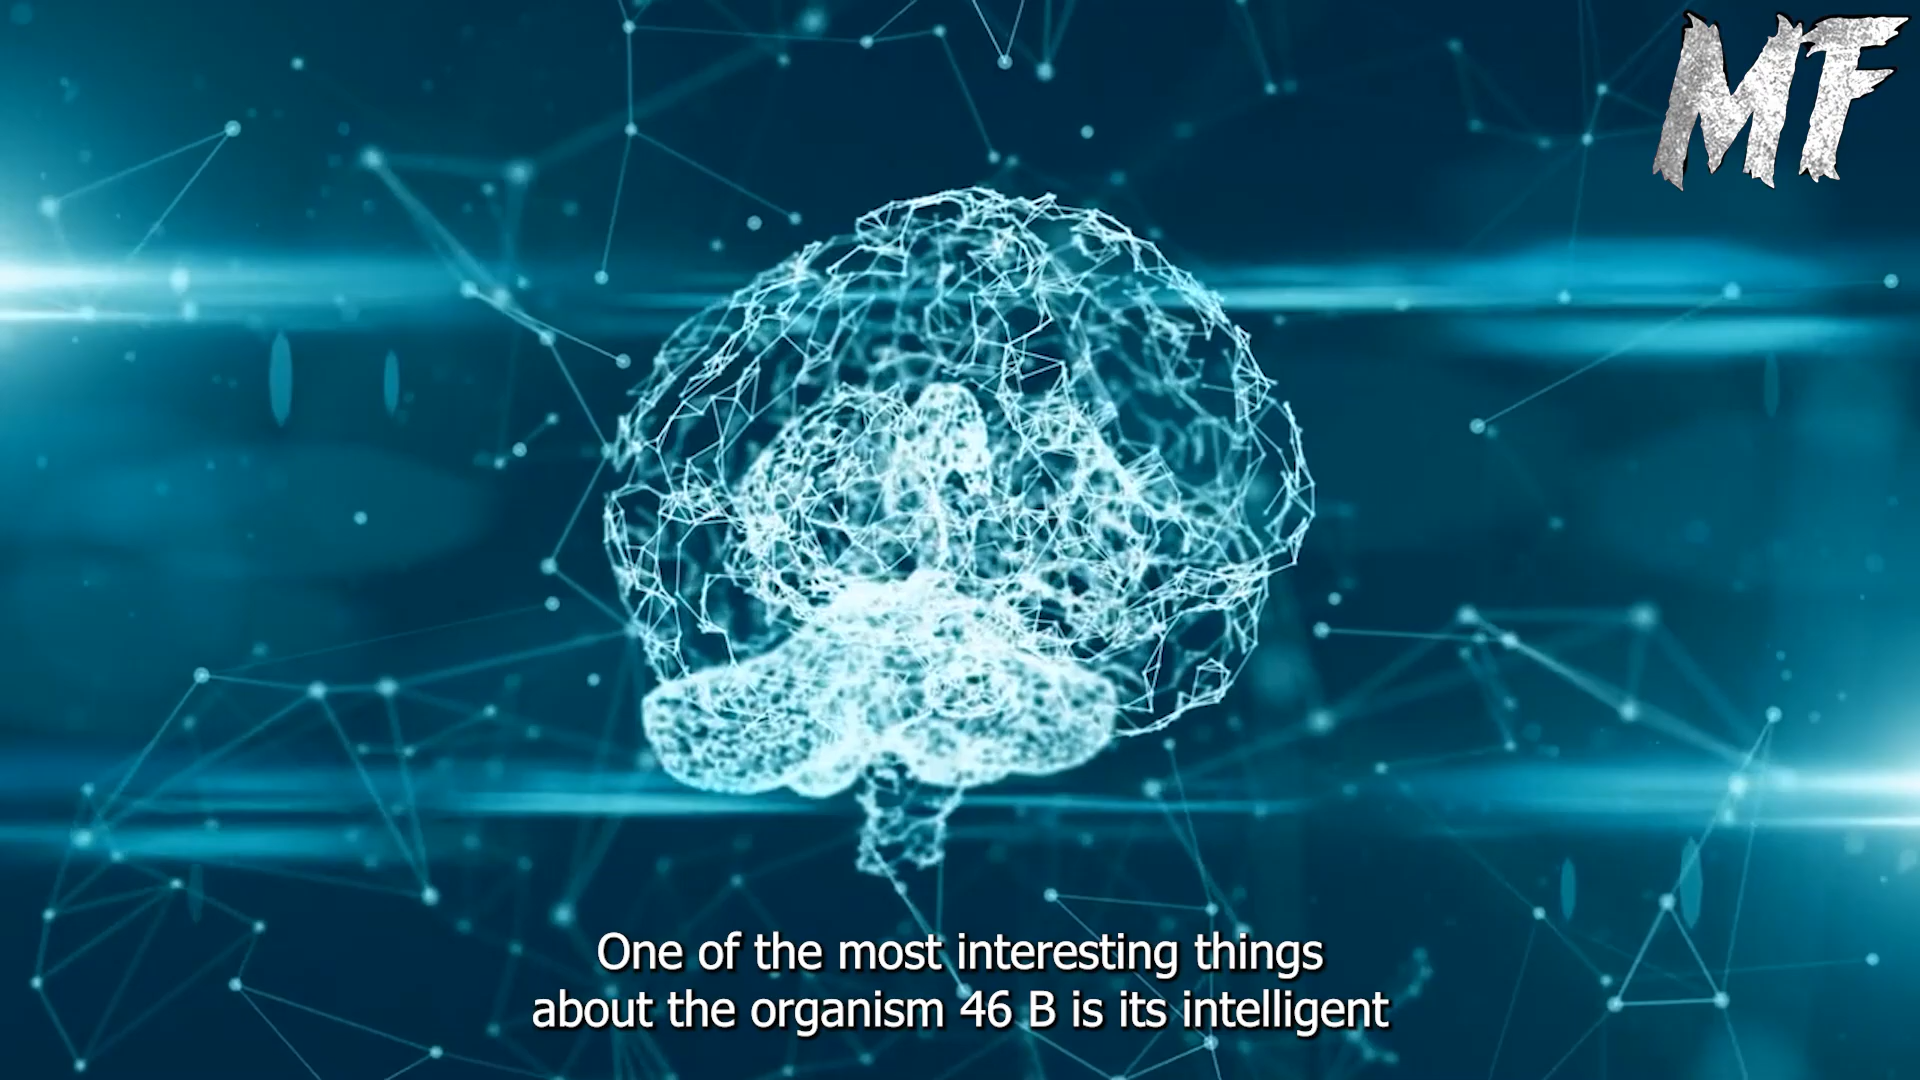 MF
One of the most interesting things
about the organism 46 B is its intelligent